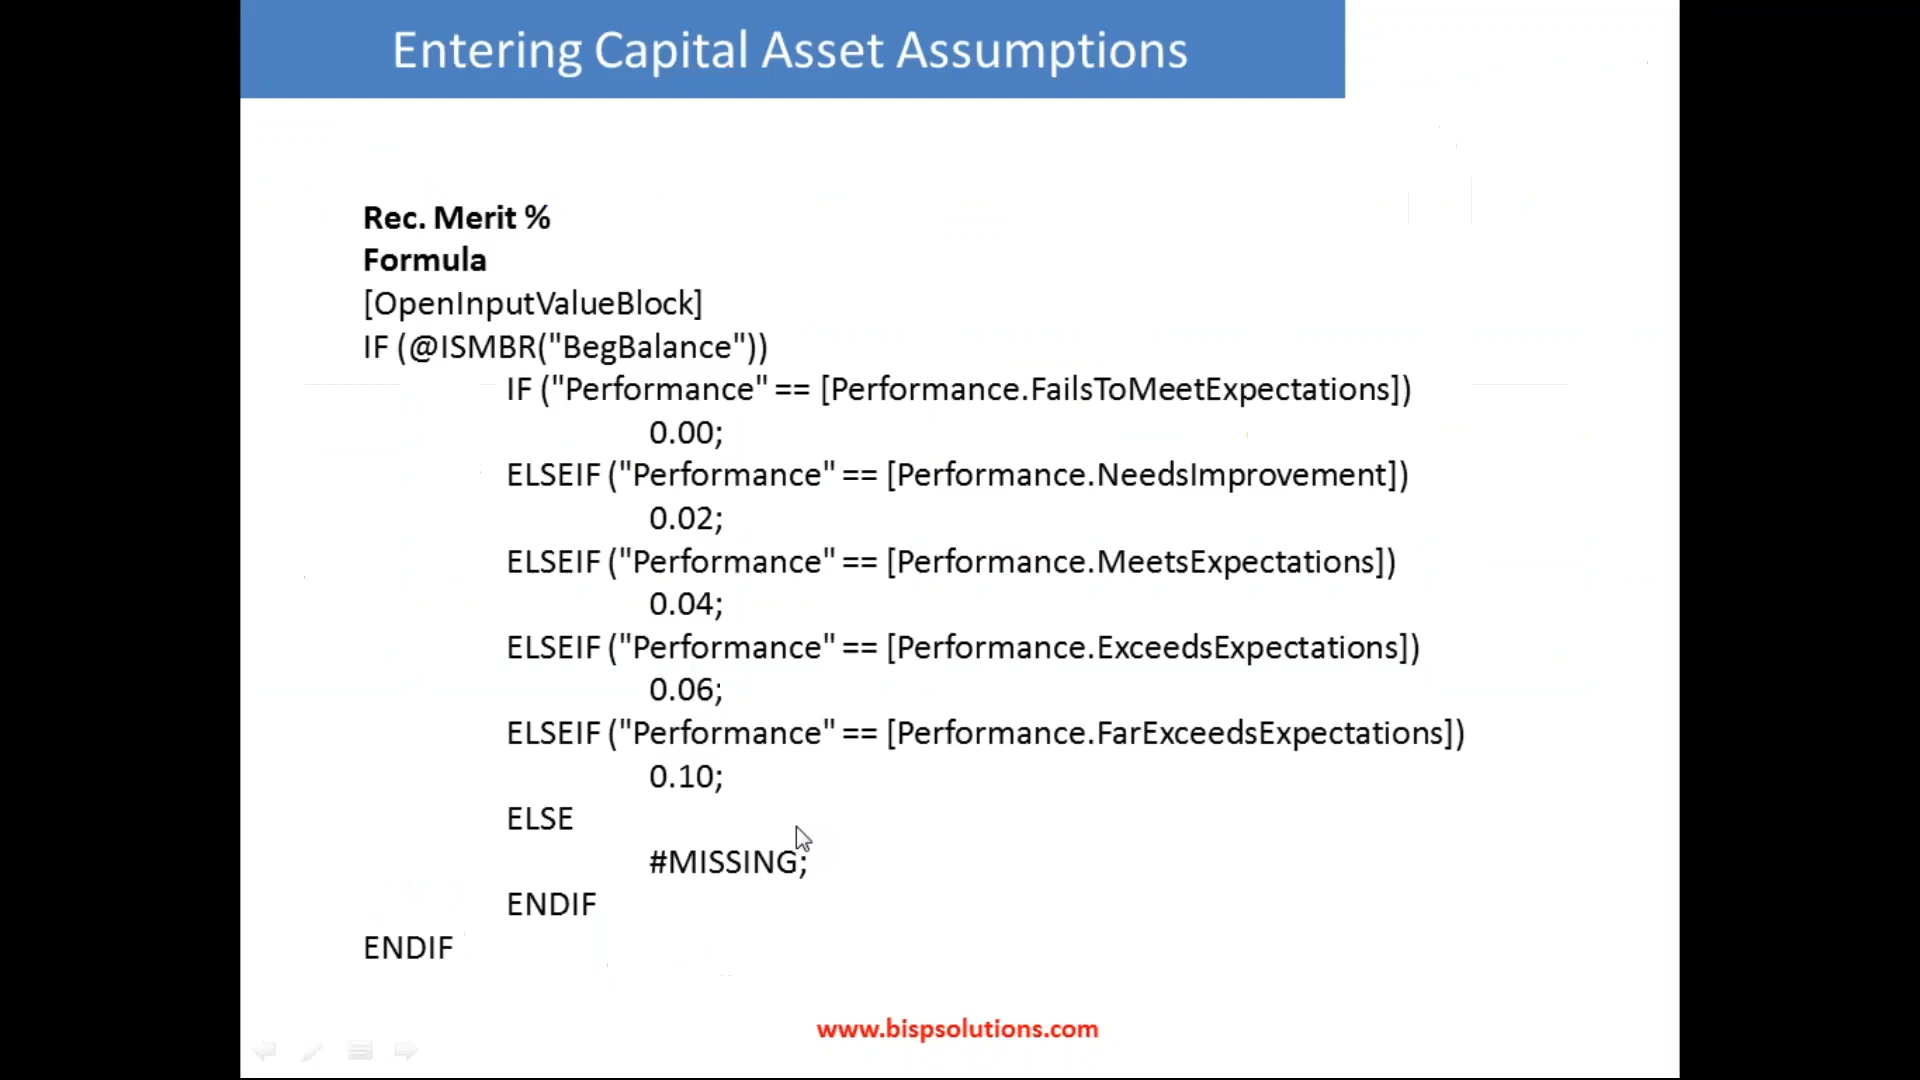 Entering Capital Asset Assumptions
Rec. Merit %
Formula
[OpenInputValueBlock]
IF (@ISMBR("BegBalance"))
IF ("Performance" == [Performance.FailsToMeetExpectations])
0.00;
ELSEIF ("Performance" == [Performance.NeedsImprovement])
0.02;
ELSEIF ("Performance" == [Performance.MeetsExpectations])
0.04;
ELSEIF ("Performance" == [Performance.ExceedsExpectations])
0.06;
ELSEIF ("Performance" == [Performance.FarExceedsExpectations])
0.10;
ELSE
#MISSING;
ENDIF
ENDIF
www.bispsolutions.com